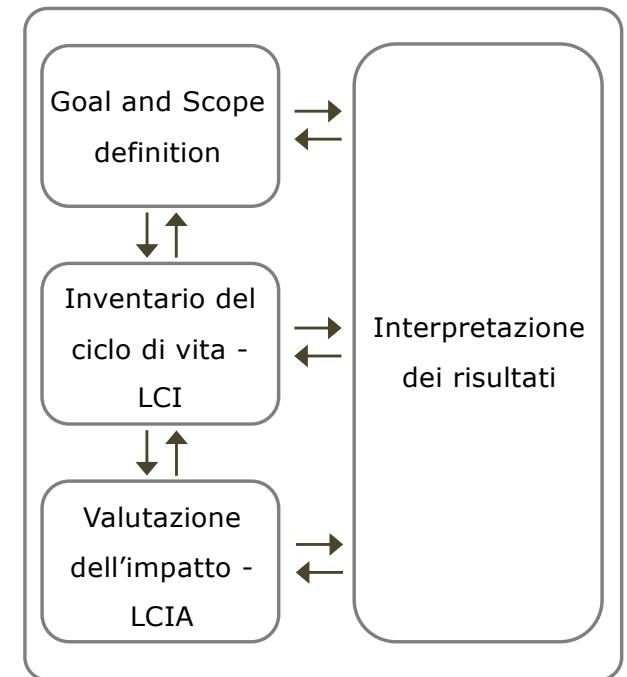 Goal and Scope
definition
Inventario del
ciclo di vita -
LCI
Valutazione
dell’impatto -
LCIA
Interpretazione
dei risultati